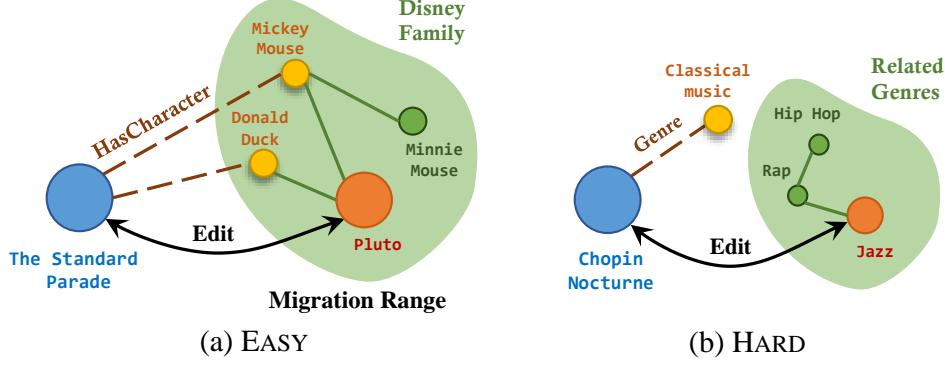 Disney
Family
Mickey
Mouse
HasCharacter
Donald
Duck
Minnie
Mouse
Edit
Pluto
The Standard
Parade
Migration Range
(a) EASY
Classical
music
Related
Genres
Genre
Hip Hop
Rap
Edit
Jazz
Chopin
Nocturne
(b) HARD